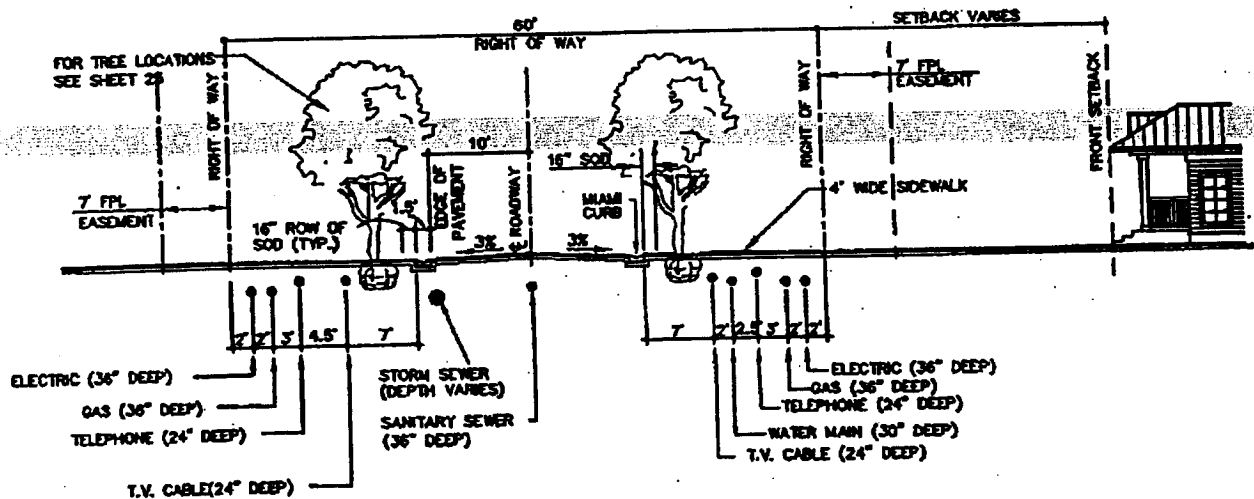 SETBACK VARIES
60'
RIGHT OF WAY
FOR TREE LOCATIONS
SEE SHEET 25
RIGHT OF WAY
7' FPL
EASEMENT
16" ROW OF
SOD (TYP.)
10'
EDGE OF
PAVEMENT
℄ ROADWAY
3%
3%
16" SOD
MIAMI
CURB
RIGHT OF WAY
7' FPL
EASEMENT
FRONT SETBACK
4" WIDE SIDEWALK
2' 2' 3' 4.5' 7'
7' 2' 2.5' 3' 2' 2'
ELECTRIC (36" DEEP)
GAS (36" DEEP)
TELEPHONE (24" DEEP)
T.V. CABLE(24" DEEP)
STORM SEWER
(DEPTH VARIES)
SANITARY SEWER
(36" DEEP)
ELECTRIC (36" DEEP)
GAS (36" DEEP)
TELEPHONE (24" DEEP)
WATER MAIN (30" DEEP)
T.V. CABLE (24" DEEP)